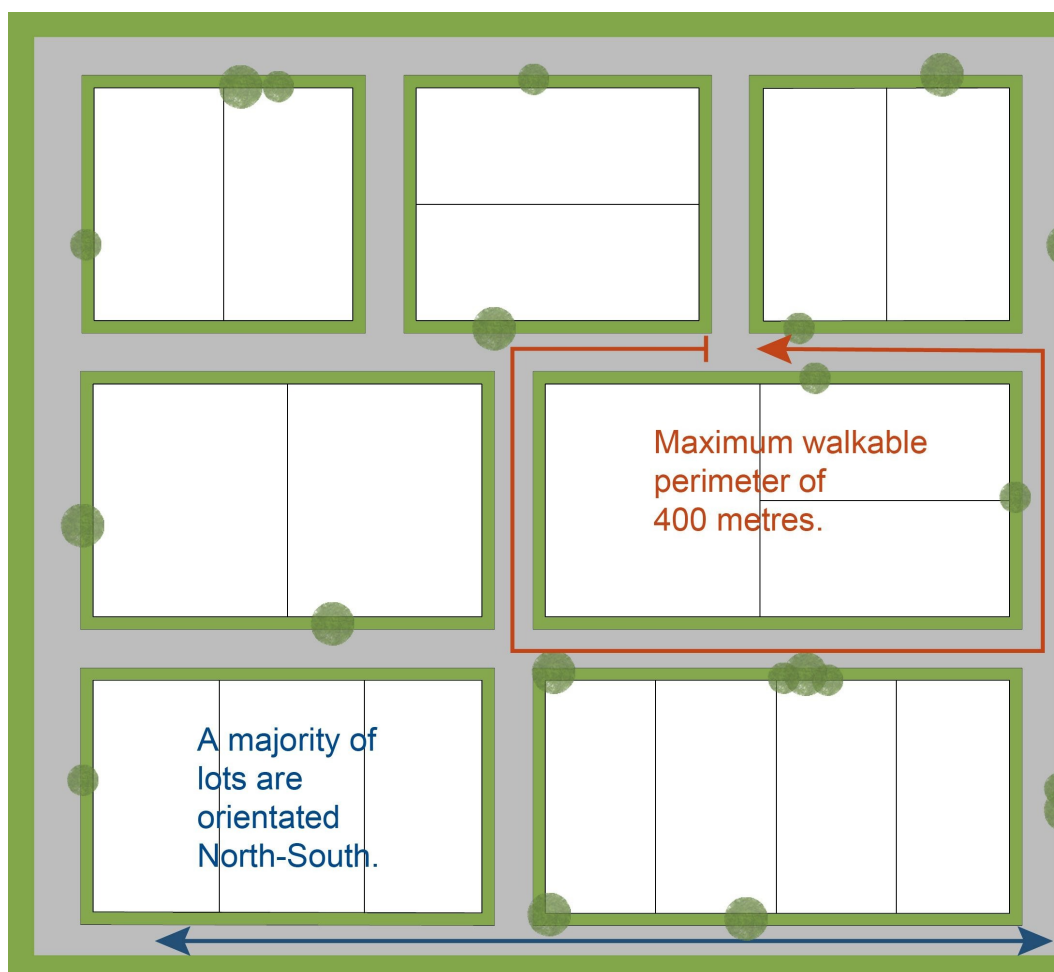 Maximum walkable
perimeter of
400 metres.
A majority of
lots are
orientated
North-South.